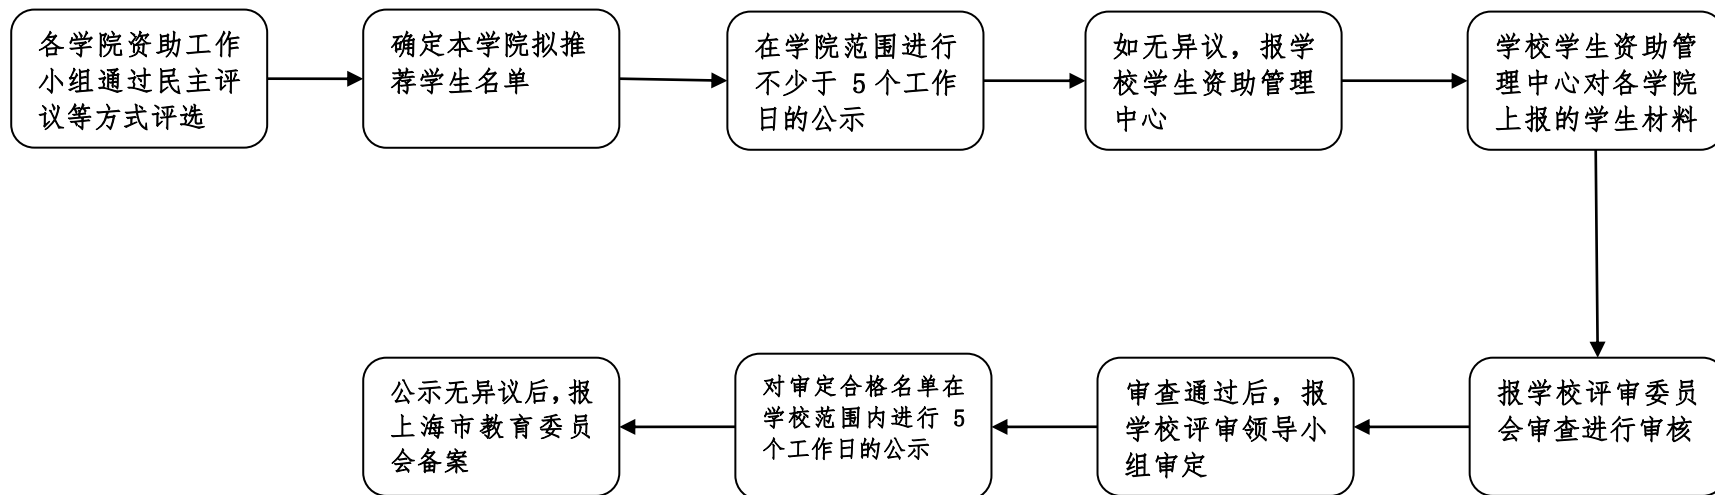 各学院资助工作
小组通过民主评
议等方式评选
确定本学院拟推
荐学生名单
在学院范围进行
不少于 5 个工作
日的公示
如无异议，报学
校学生资助管理
中心
学校学生资助管
理中心对各学院
上报的学生材料
报学校评审委员
会审查进行审核
审查通过后，报
学校评审领导小
组审定
对审定合格名单在
学校范围内进行 5
个工作日的公示
公示无异议后，报
上海市教育委员
会备案